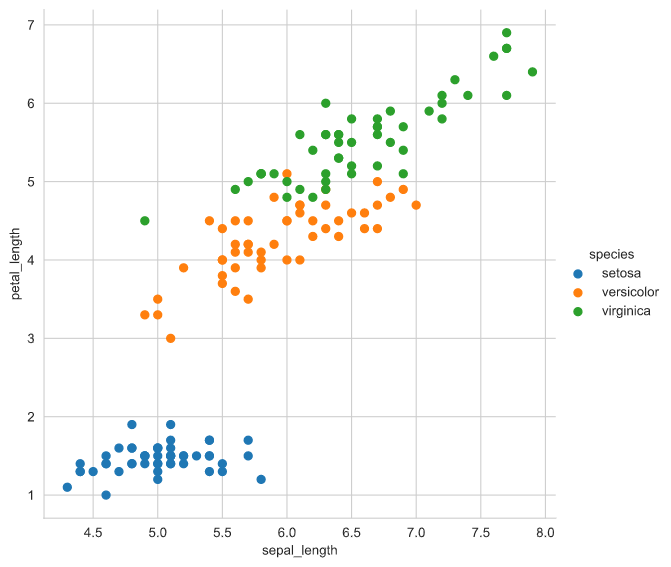 7
6
5
4
3
2
1
petal_length
4.5 5.0 5.5 6.0 6.5 7.0 7.5 8.0
sepal_length
species
setosa
versicolor
virginica